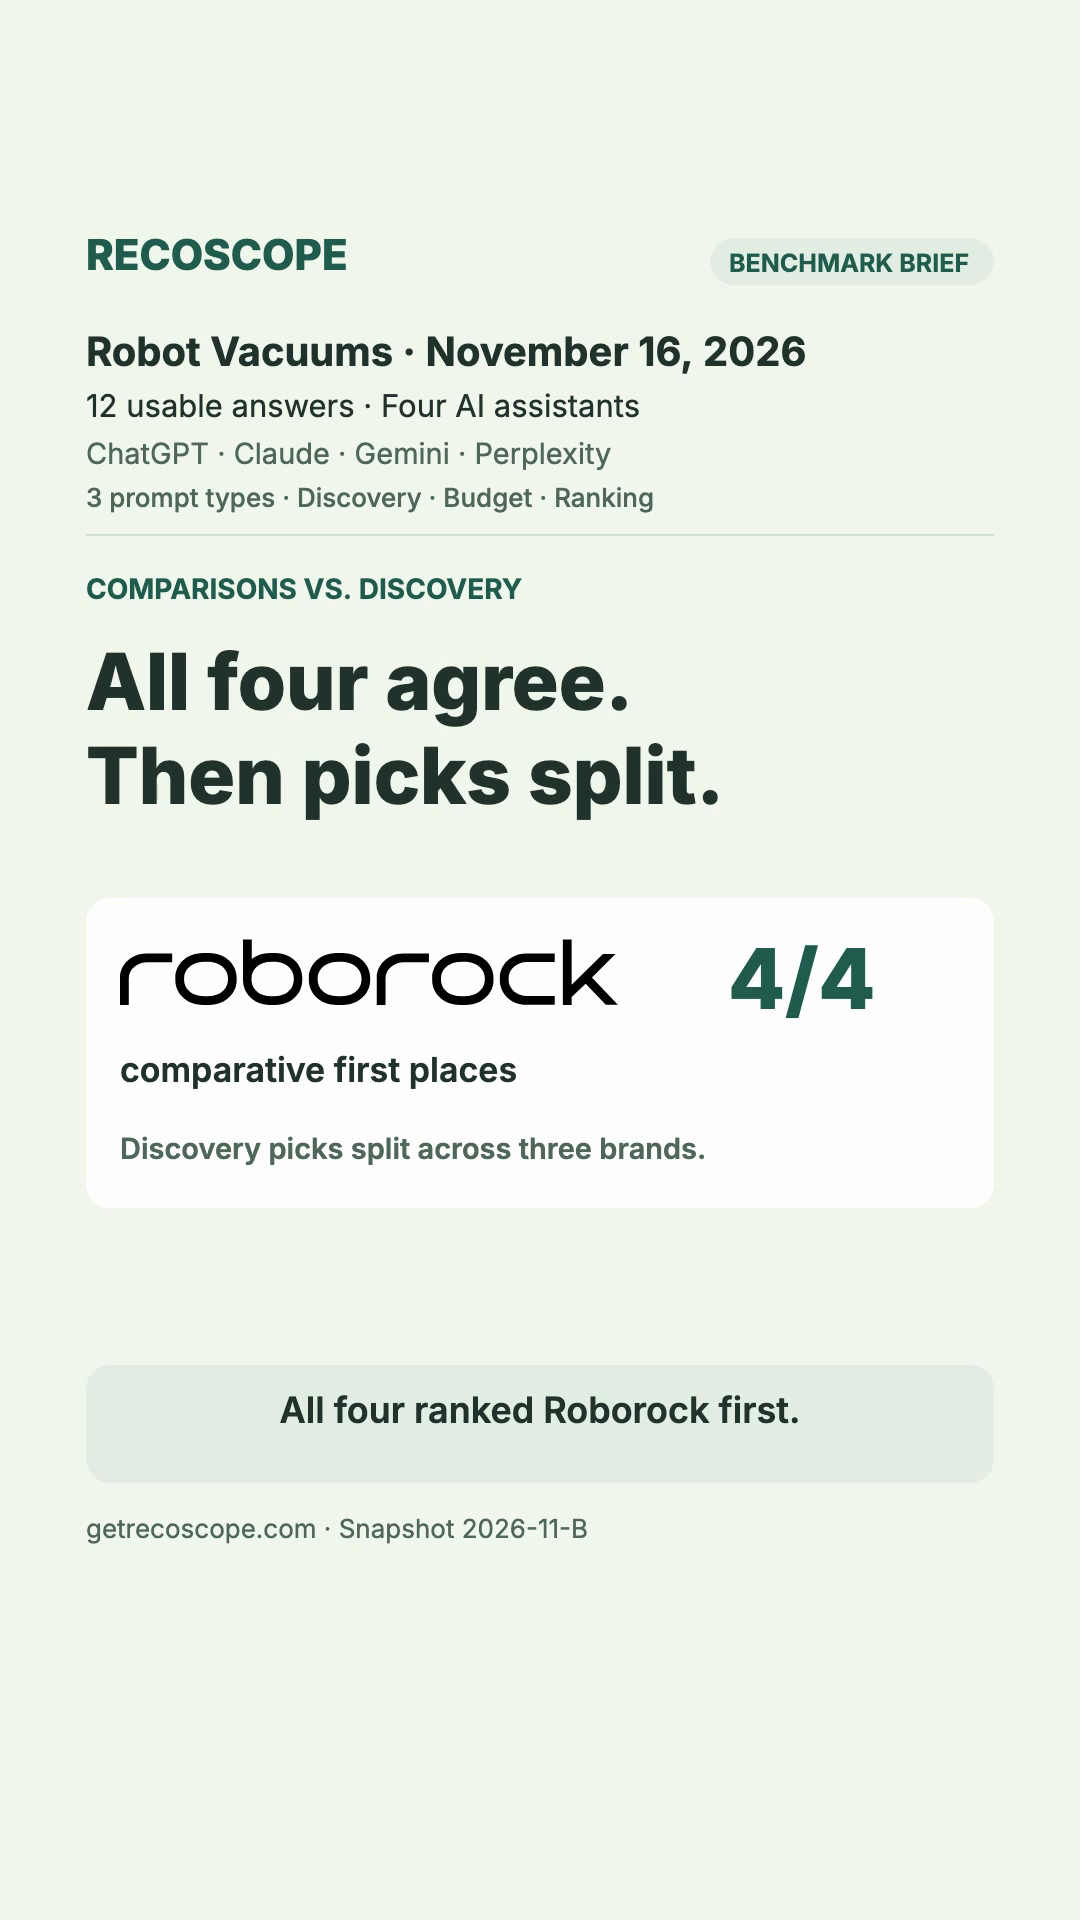 RECOSCOPE
BENCHMARK BRIEF
Robot Vacuums · November 16, 2026
12 usable answers · Four AI assistants
ChatGPT · Claude · Gemini · Perplexity
3 prompt types · Discovery · Budget · Ranking
COMPARISONS VS. DISCOVERY
All four agree.
Then picks split.
roborock
4/4
comparative first places
Discovery picks split across three brands.
All four ranked Roborock first.
getrecoscope.com · Snapshot 2026-11-B